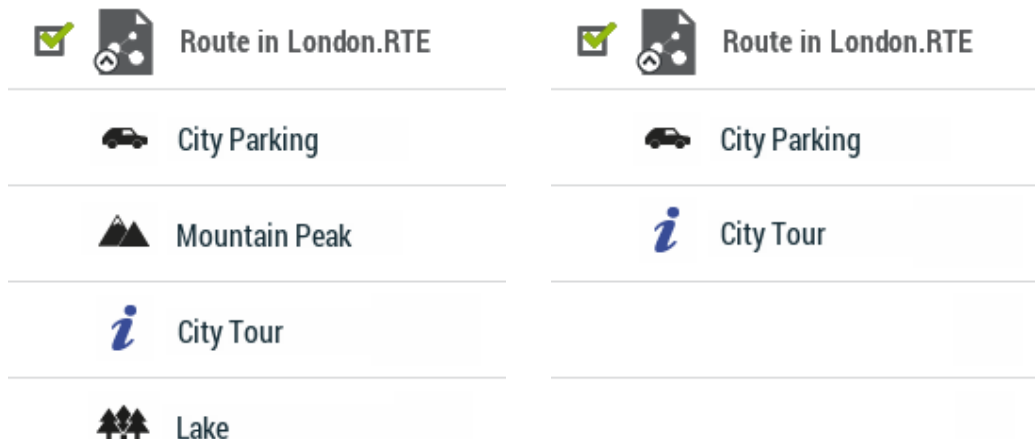 Route in London.RTE
City Parking
Mountain Peak
City Tour
Lake
Route in London.RTE
City Parking
City Tour